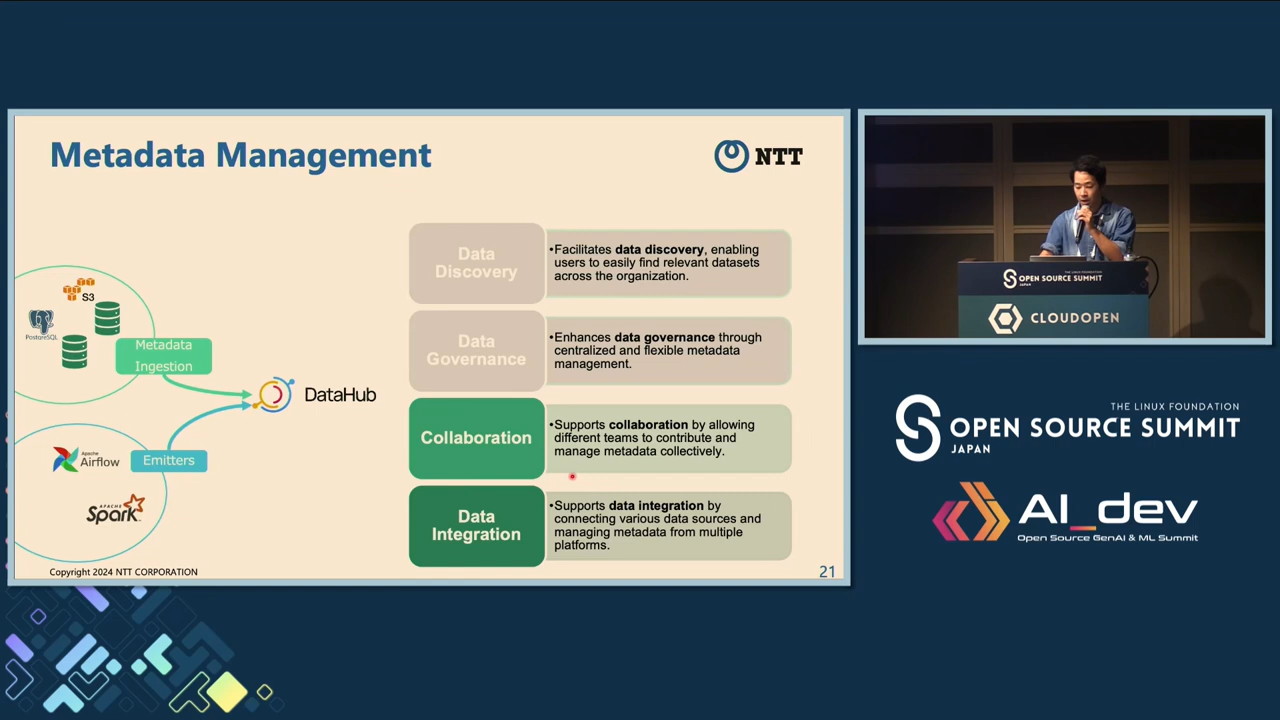 Metadata Management
NTT
S3
PostgreSQL
Metadata
Ingestion
DataHub
Apache
Airflow
Emitters
APACHE
Spark
Data
Discovery
•Facilitates data discovery, enabling
users to easily find relevant datasets
across the organization.
Data
Governance
•Enhances data governance through
centralized and flexible metadata
management.
Collaboration
•Supports collaboration by allowing
different teams to contribute and
manage metadata collectively.
Data
Integration
•Supports data integration by
connecting various data sources and
managing metadata from multiple
platforms.
Copyright 2024 NTT CORPORATION
21
THE LINUX FOUNDATION
OPEN SOURCE SUMMIT
Japan
CLOUDOPEN
THE LINUX FOUNDATION
OPEN SOURCE SUMMIT
JAPAN
AI_dev
Open Source GenAI & ML Summit